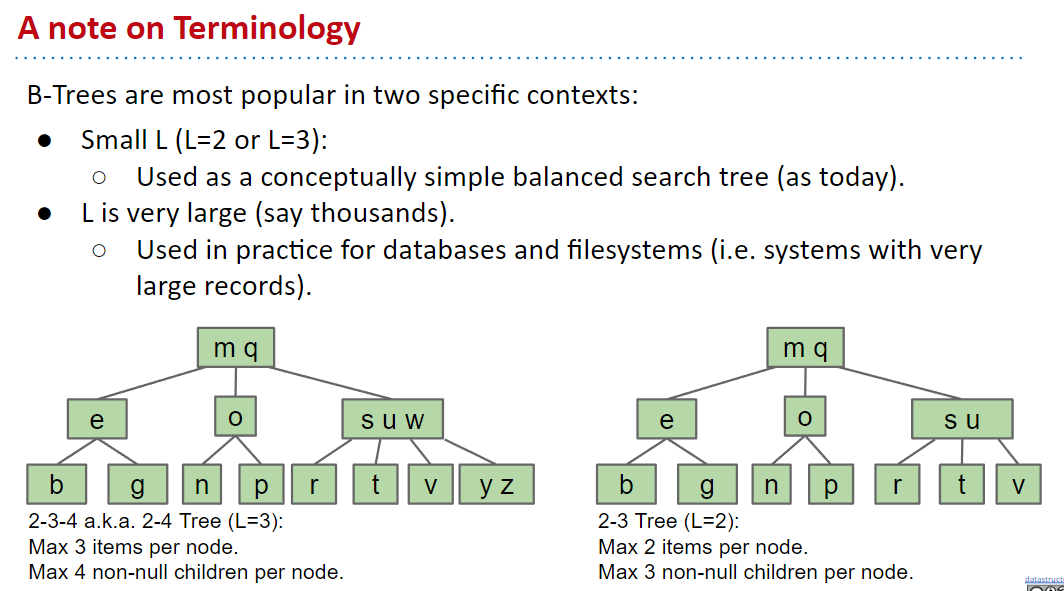 A note on Terminology
B-Trees are most popular in two specific contexts:
● Small L (L=2 or L=3):
○ Used as a conceptually simple balanced search tree (as today).
● L is very large (say thousands).
○ Used in practice for databases and filesystems (i.e. systems with very
large records).
m q
e o s u w
b g n p r t v y z
2-3-4 a.k.a. 2-4 Tree (L=3):
Max 3 items per node.
Max 4 non-null children per node.
m q
e o s u
b g n p r t v
2-3 Tree (L=2):
Max 2 items per node.
Max 3 non-null children per node.
datastruct